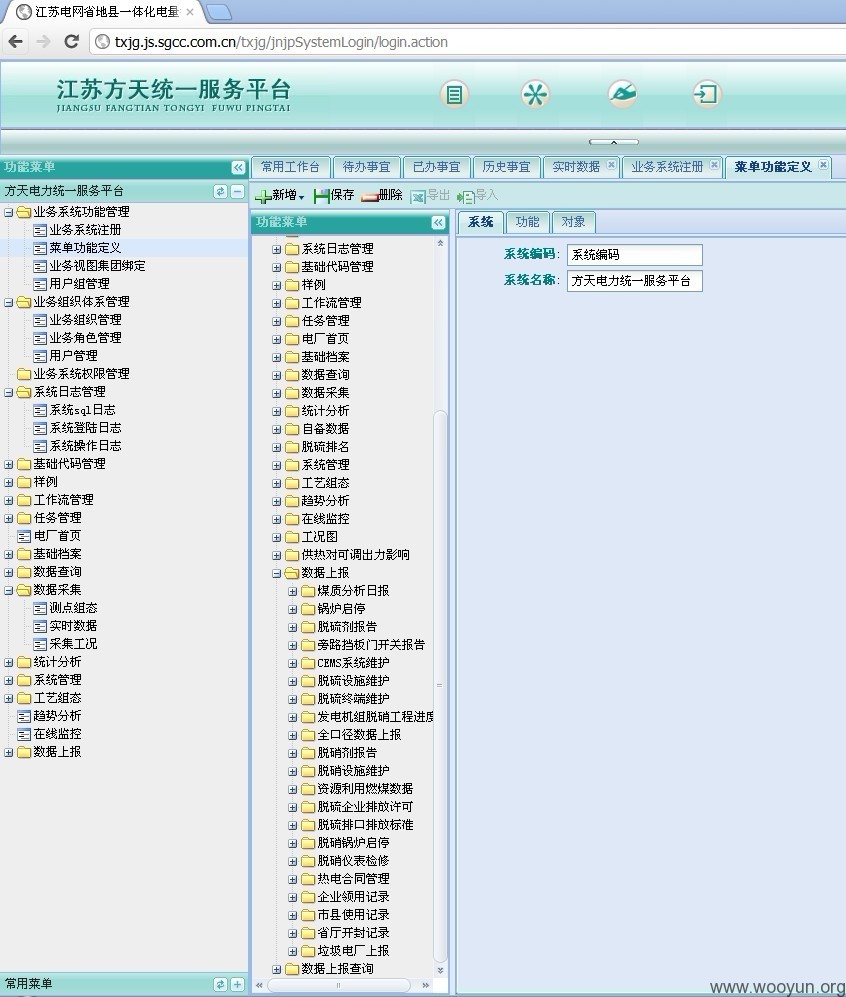 江苏电网省地县一体化电量
txjg.js.sgcc.com.cn/txjg/jnjpSystemLogin/login.action
江苏方天统一服务平台
JIANGSU FANGTIAN TONGYI FUWU PINGTAI
功能菜单
常用工作台 待办事宜 已办事宜 历史事宜 实时数据 业务系统注册 菜单功能定义
方天电力统一服务平台
业务系统功能管理
业务系统注册
菜单功能定义
业务视图集团绑定
用户组管理
业务组织体系管理
业务组织管理
业务角色管理
用户管理
业务系统权限管理
系统日志管理
系统sql日志
系统登陆日志
系统操作日志
基础代码管理
样例
工作流管理
任务管理
电厂首页
基础档案
数据查询
数据采集
测点组态
实时数据
采集工况
统计分析
系统管理
工艺组态
趋势分析
在线监控
数据上报
常用菜单
新增 保存 删除 导出 导入
功能菜单
系统日志管理
基础代码管理
样例
工作流管理
任务管理
电厂首页
基础档案
数据查询
数据采集
统计分析
自备数据
脱硫排名
系统管理
工艺组态
趋势分析
在线监控
工况图
供热对可调出力影响
数据上报
煤质分析日报
锅炉启停
脱硫剂报告
旁路挡板门开关报告
CEMS系统维护
脱硫设施维护
脱硫终端维护
发电机组脱硝工程进度
全口径数据上报
脱硝剂报告
脱硝设施维护
资源利用燃煤数据
脱硫企业排放许可
脱硫排口排放标准
脱硝锅炉启停
脱硝仪表检修
热电合同管理
企业领用记录
市县使用记录
省厅开封记录
垃圾电厂上报
数据上报查询
系统 功能 对象
系统编码: 系统编码
系统名称: 方天电力统一服务平台
www.wooyun.org